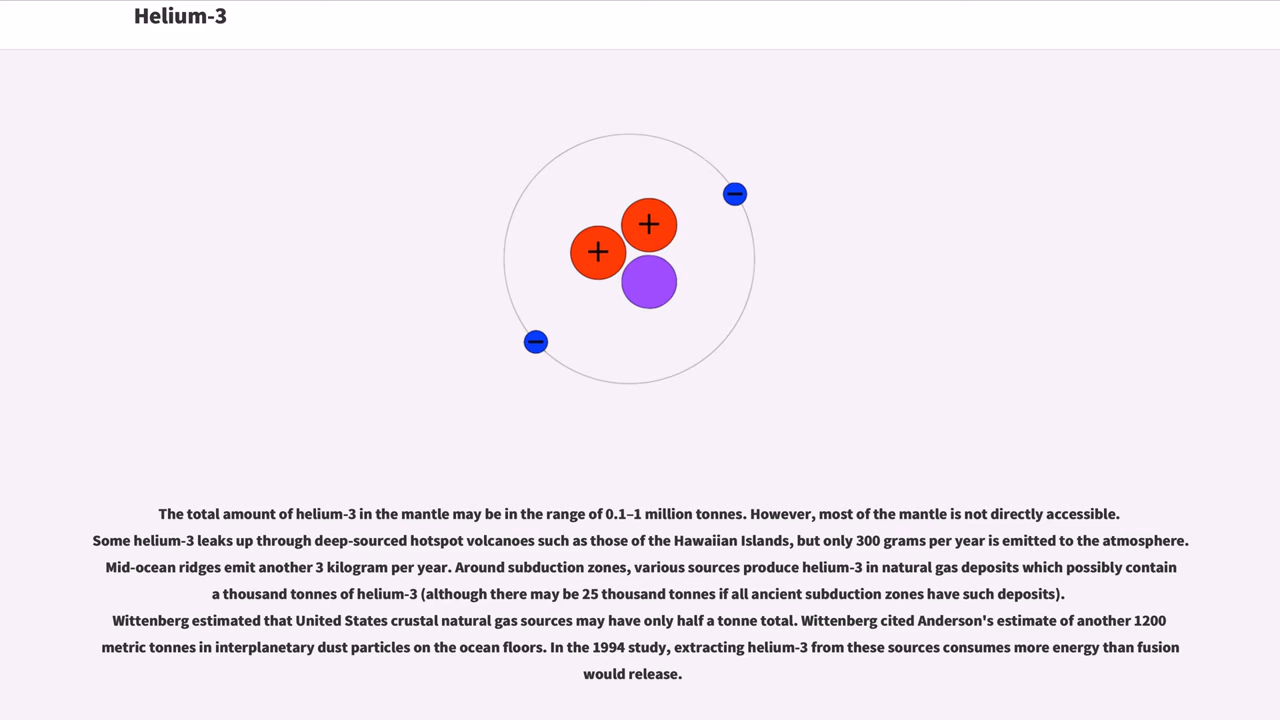 Helium-3
+
+
−
−
The total amount of helium-3 in the mantle may be in the range of 0.1–1 million tonnes. However, most of the mantle is not directly accessible.
Some helium-3 leaks up through deep-sourced hotspot volcanoes such as those of the Hawaiian Islands, but only 300 grams per year is emitted to the atmosphere.
Mid-ocean ridges emit another 3 kilogram per year. Around subduction zones, various sources produce helium-3 in natural gas deposits which possibly contain
a thousand tonnes of helium-3 (although there may be 25 thousand tonnes if all ancient subduction zones have such deposits).
Wittenberg estimated that United States crustal natural gas sources may have only half a tonne total. Wittenberg cited Anderson's estimate of another 1200
metric tonnes in interplanetary dust particles on the ocean floors. In the 1994 study, extracting helium-3 from these sources consumes more energy than fusion
would release.